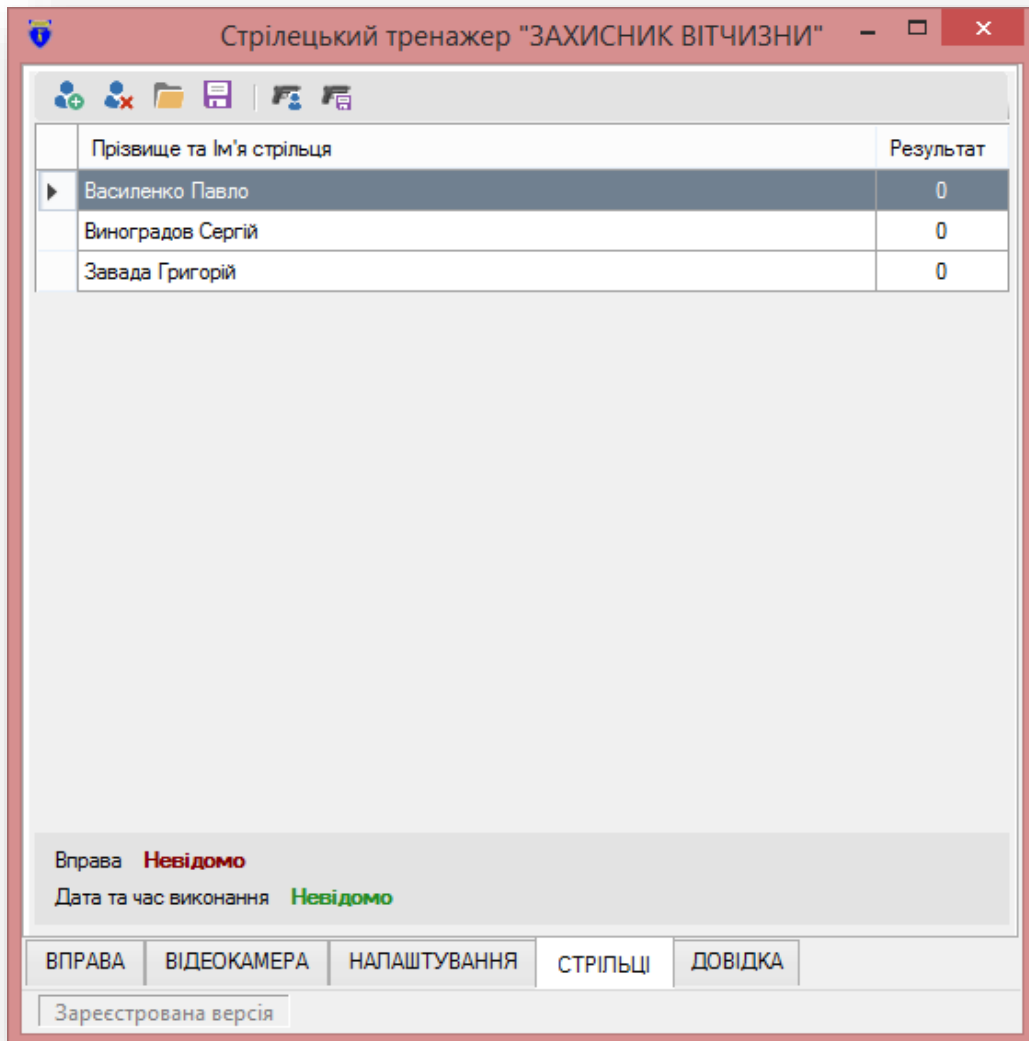 Стрілецький тренажер "ЗАХИСНИК ВІТЧИЗНИ"
Прізвище та Ім'я стрільця Результат
Василенко Павло 0
Виноградов Сергій 0
Завада Григорій 0
Вправа Невідомо
Дата та час виконання Невідомо
ВПРАВА ВІДЕОКАМЕРА НАЛАШТУВАННЯ СТРІЛЬЦІ ДОВІДКА
Зареєстрована версія